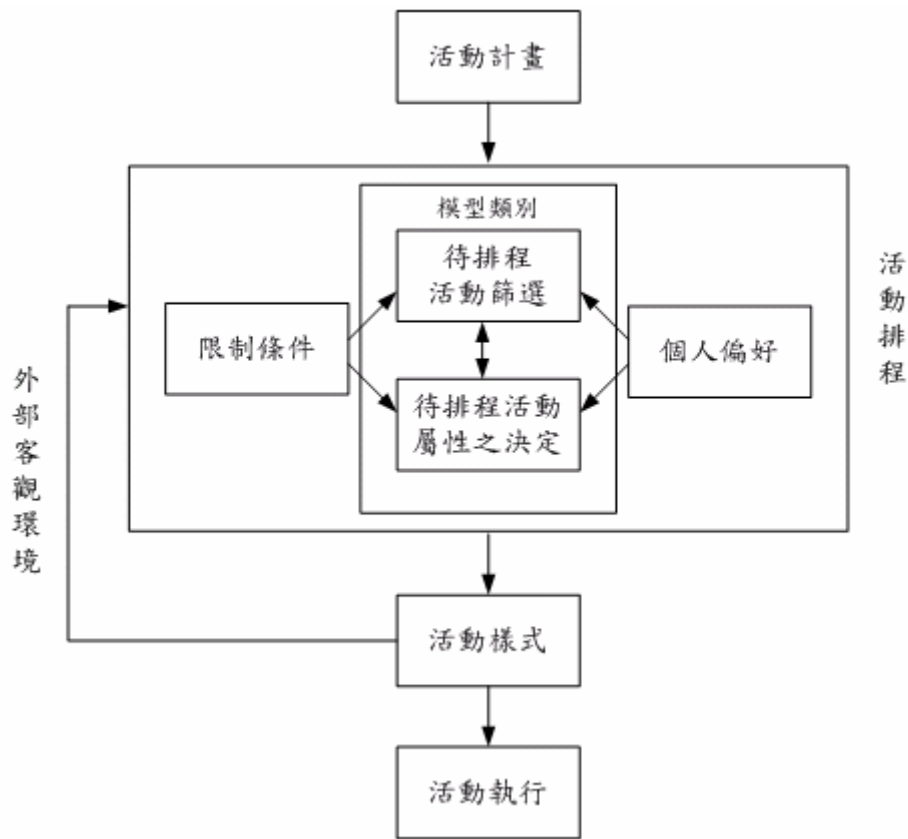 活動計畫
模型類別
待排程
活動篩選
限制條件
個人偏好
待排程活動
屬性之決定
活動排程
外部客觀環境
活動樣式
活動執行